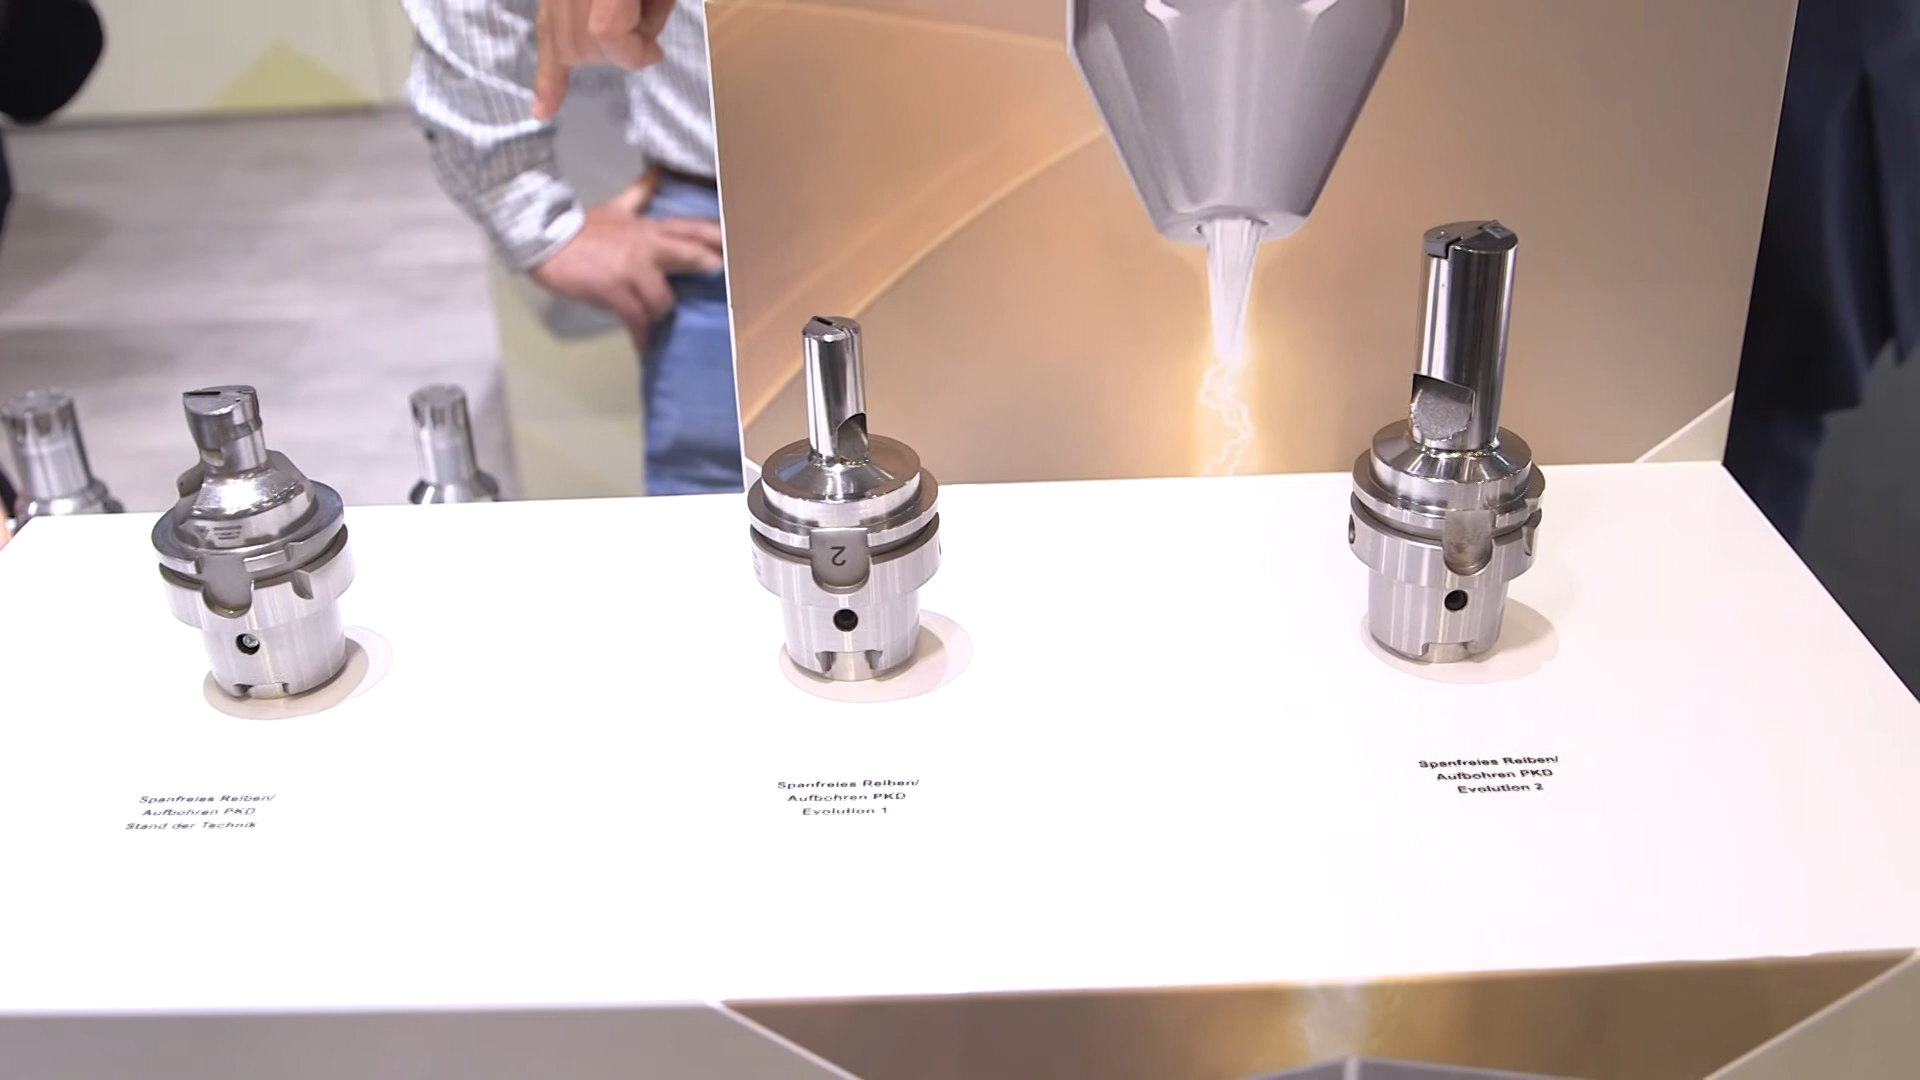 Spanfreies Reiben/
Aufbohren PKD
Stand der Technik
2
Spanfreies Reiben/
Aufbohren PKD
Evolution 1
Spanfreies Reiben/
Aufbohren PKD
Evolution 2